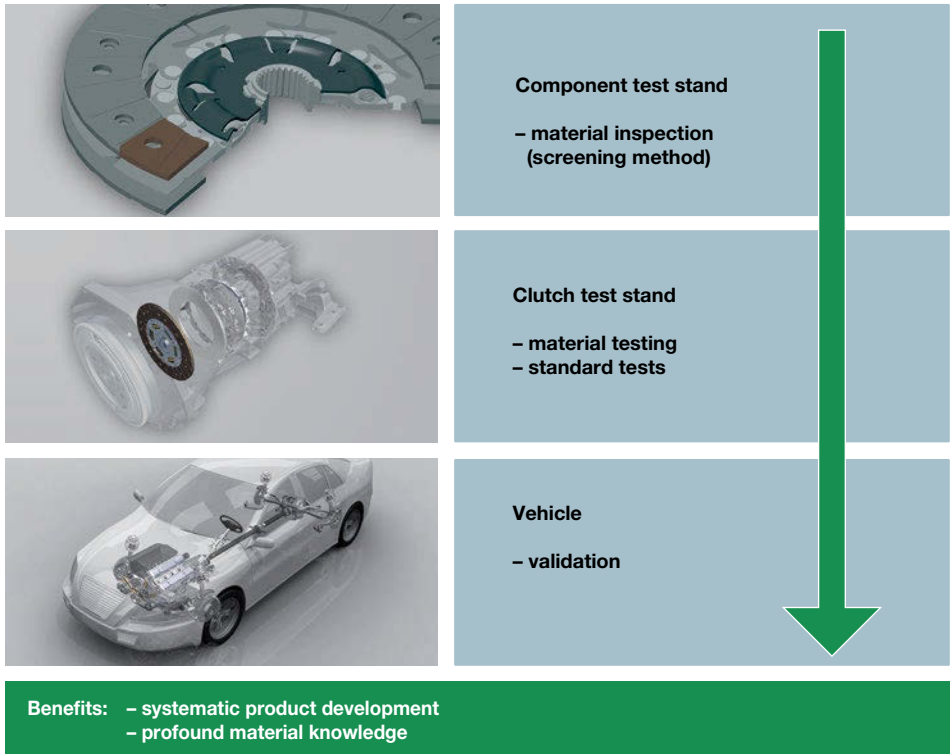 Component test stand
– material inspection
(screening method)
Clutch test stand
– material testing
– standard tests
Vehicle
– validation
Benefits: – systematic product development
– profound material knowledge